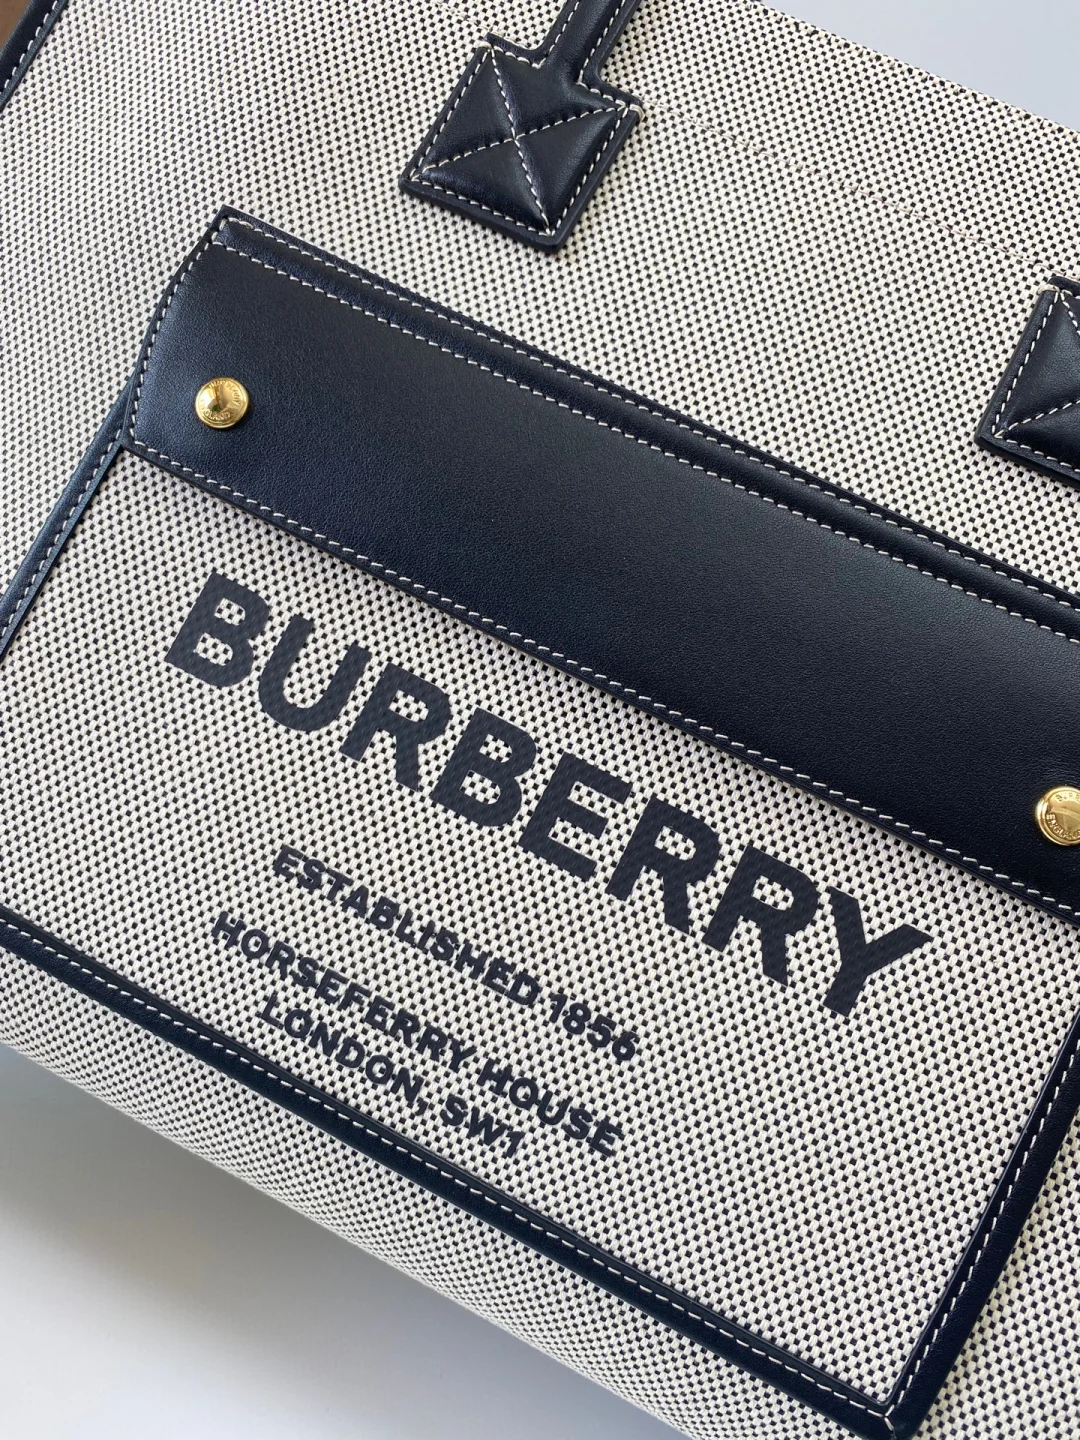 BURBERRY
ESTABLISHED 1856
HORSEFERRY HOUSE
LONDON, SW1